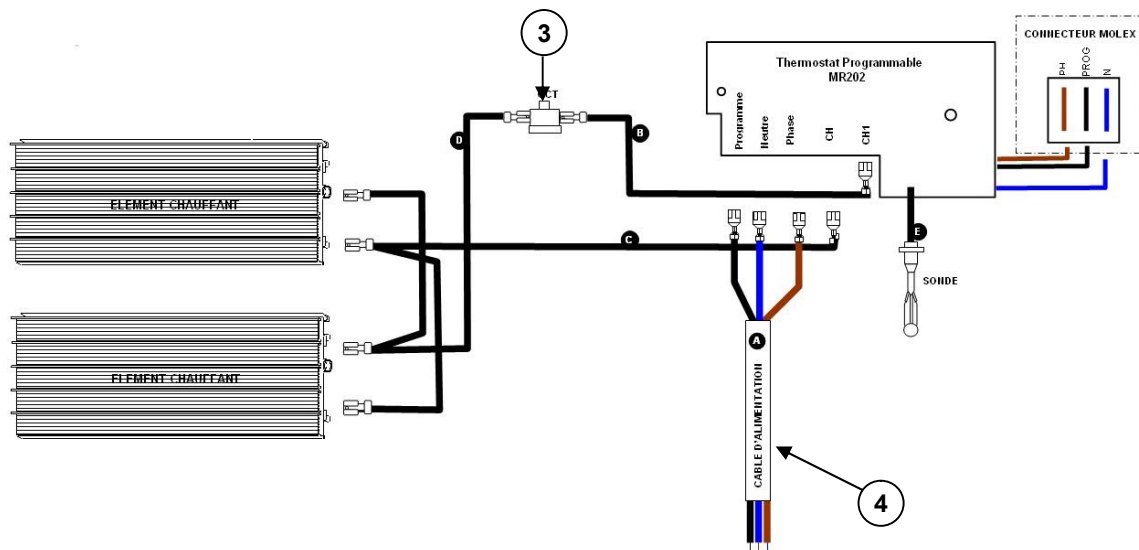 3
CONNECTEUR MOLEX
Thermostat Programmable
MR202
PH
PROG
N
CT
Programme
Neutre
Phase
CH
CH1
B
D
ELEMENT CHAUFFANT
C
E
SONDE
A
ELEMENT CHAUFFANT
CABLE D'ALIMENTATION
4